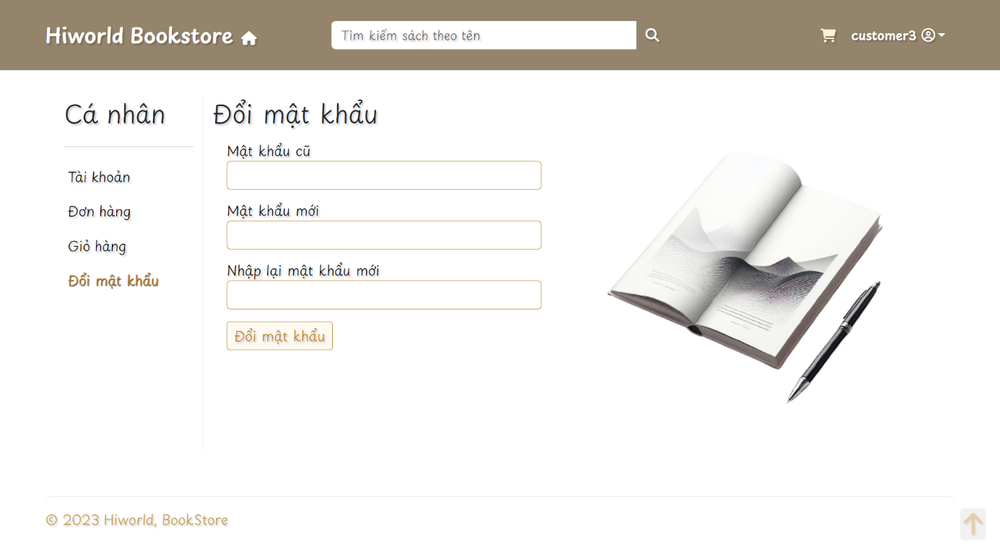 Hiworld Bookstore
Tìm kiếm sách theo tên
customer3
Cá nhân
Tài khoản
Đơn hàng
Giỏ hàng
Đổi mật khẩu
Đổi mật khẩu
Mật khẩu cũ
Mật khẩu mới
Nhập lại mật khẩu mới
Đổi mật khẩu
© 2023 Hiworld, BookStore